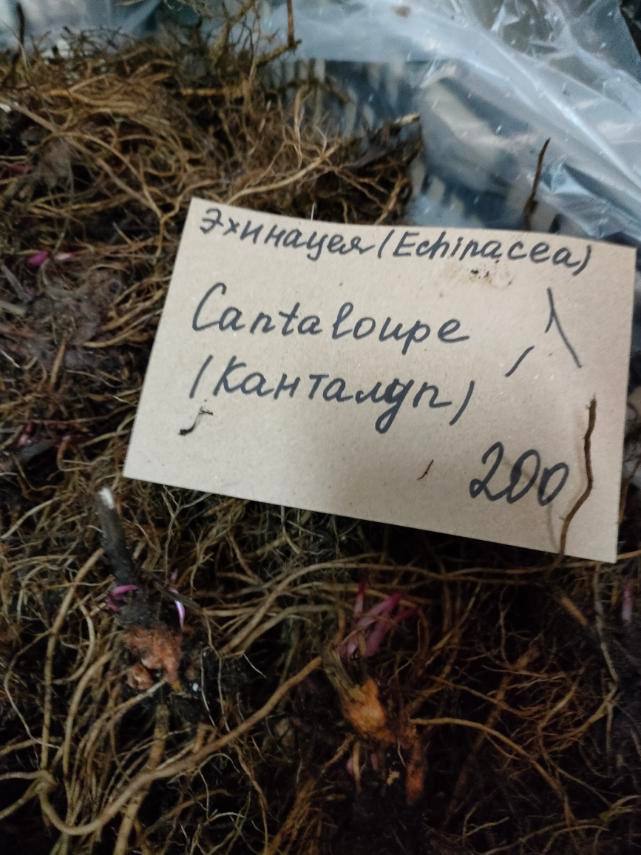 Эхинацея (Echinacea)
Cantaloupe
(Канталуп)
200